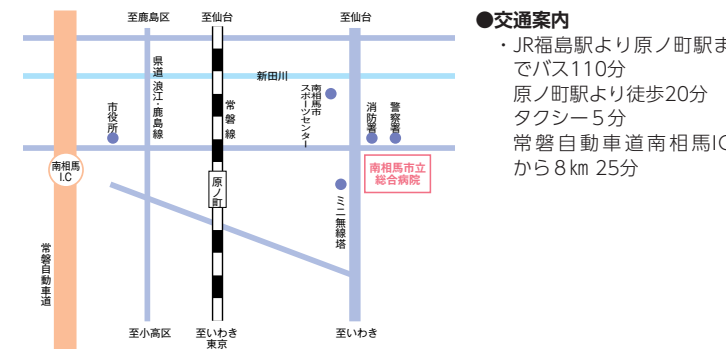 至鹿島区
至仙台
至仙台
県道 浪江・鹿島線
新田川
常磐線
南相馬市
スポーツセンター
市役所
消防署
警察署
南相馬
I.C
南相馬市立
総合病院
原ノ町
ミニ無線塔
常磐自動車道
至小高区
至いわき
東京
至いわき
●交通案内
・JR福島駅より原ノ町駅ま
でバス110分
原ノ町駅より徒歩20分
タクシー５分
常磐自動車道南相馬IC
から８㎞ 25分